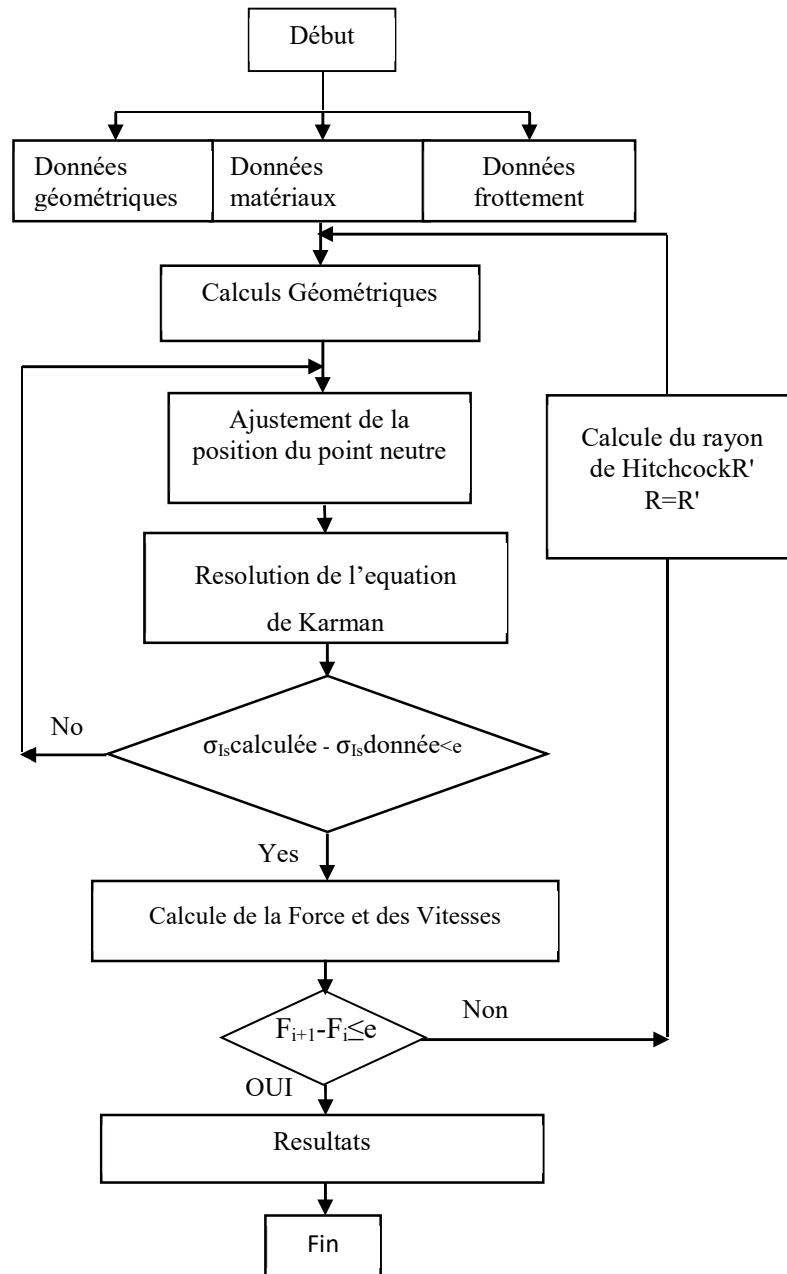 Début
Données
géométriques
Données
matériaux
Données
frottement
Calculs Géométriques
Ajustement de la
position du point neutre
Calcule du rayon
de HitchcockR'
R=R'
Resolution de l'equation
de Karman
No
σIscalculée - σIsdonnée<e
Yes
Calcule de la Force et des Vitesses
Fi+1-Fi≤e
Non
OUI
Resultats
Fin